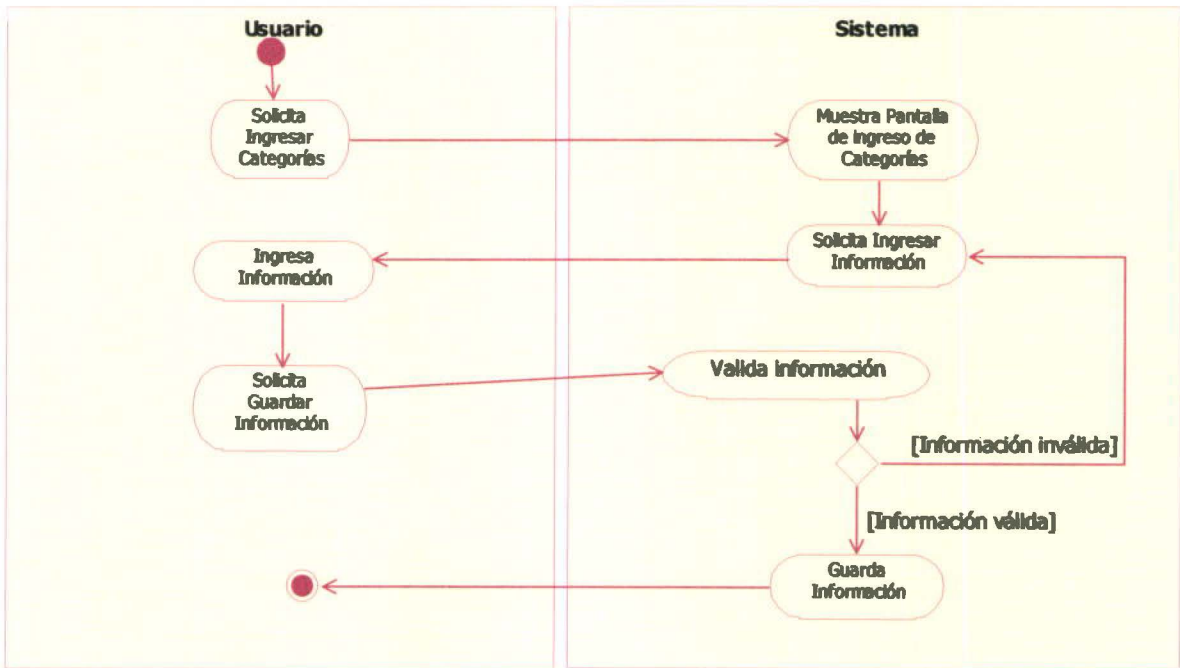 Usuario
Sistema
Solicita
Ingresar
Categorías
Muestra Pantalla
de ingreso de
Categorías
Solicita Ingresar
Información
Ingresa
Información
Solicita
Guardar
Información
Valida información
[Información inválida]
[Información válida]
Guarda
Información